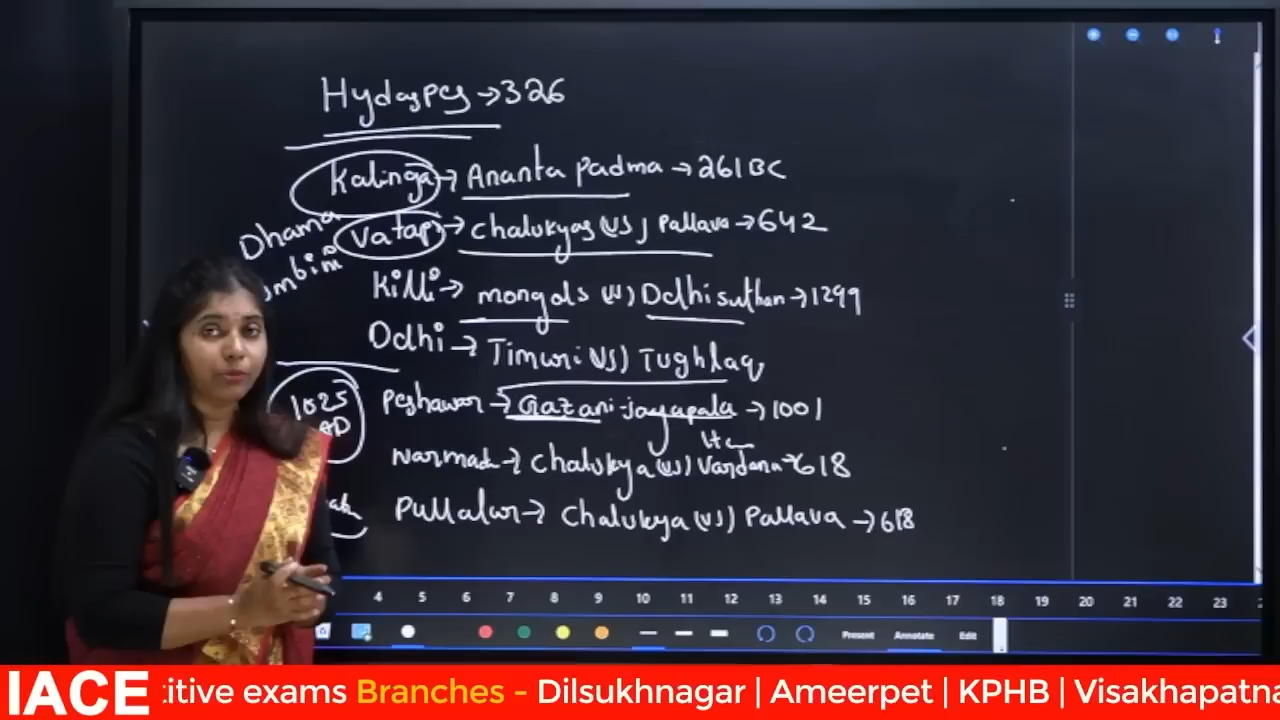 Hydaspes → 326
Kalinga → Ananta padma → 261 BC
Dhama
Vatapi → Chalukyas (vs) Pallava → 642
Killi → mongols (vs) Delhi sulthan → 1299
Delhi → Timuri (vs) Tughlaq
1025
AD
Peshawar → Gazani - jayapala → 1001
Narmada → Chalukya (vs) Vardana → 618
Pullalur → Chalukya (vs) Pallava → 618
4 5 6 7 8 9 10 11 12 13 14 15 16 17 18 19 20 21 22 23
Present Annotate Edit
IACE titive exams Branches - Dilsukhnagar | Ameerpet | KPHB | Visakhapatna